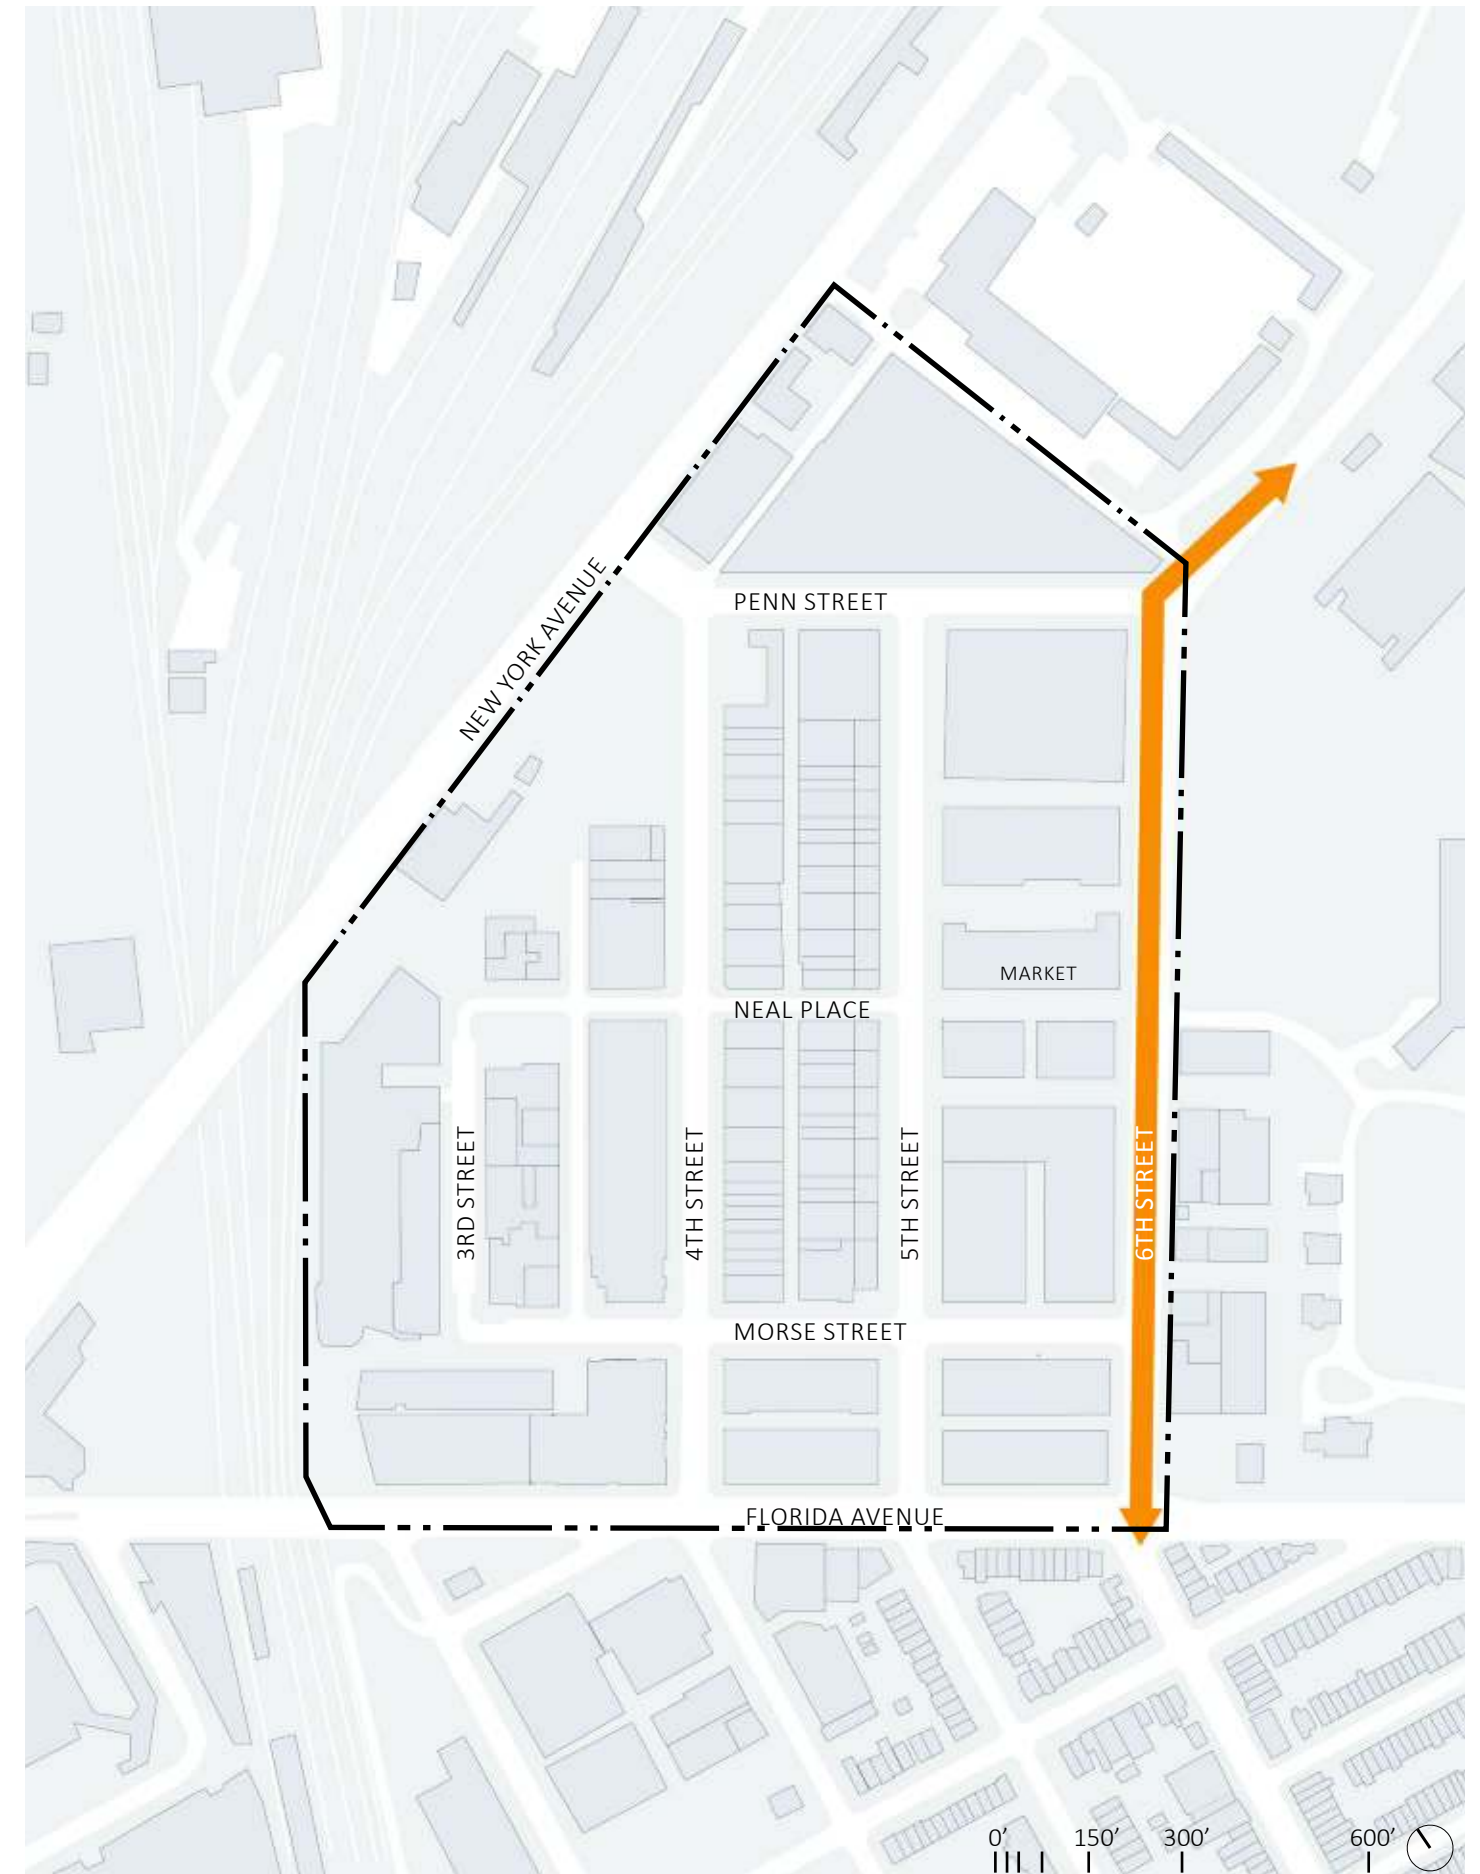 PENN STREET
NEW YORK AVENUE
MARKET
NEAL PLACE
3RD STREET
4TH STREET
5TH STREET
6TH STREET
MORSE STREET
FLORIDA AVENUE
0' 150' 300' 600'